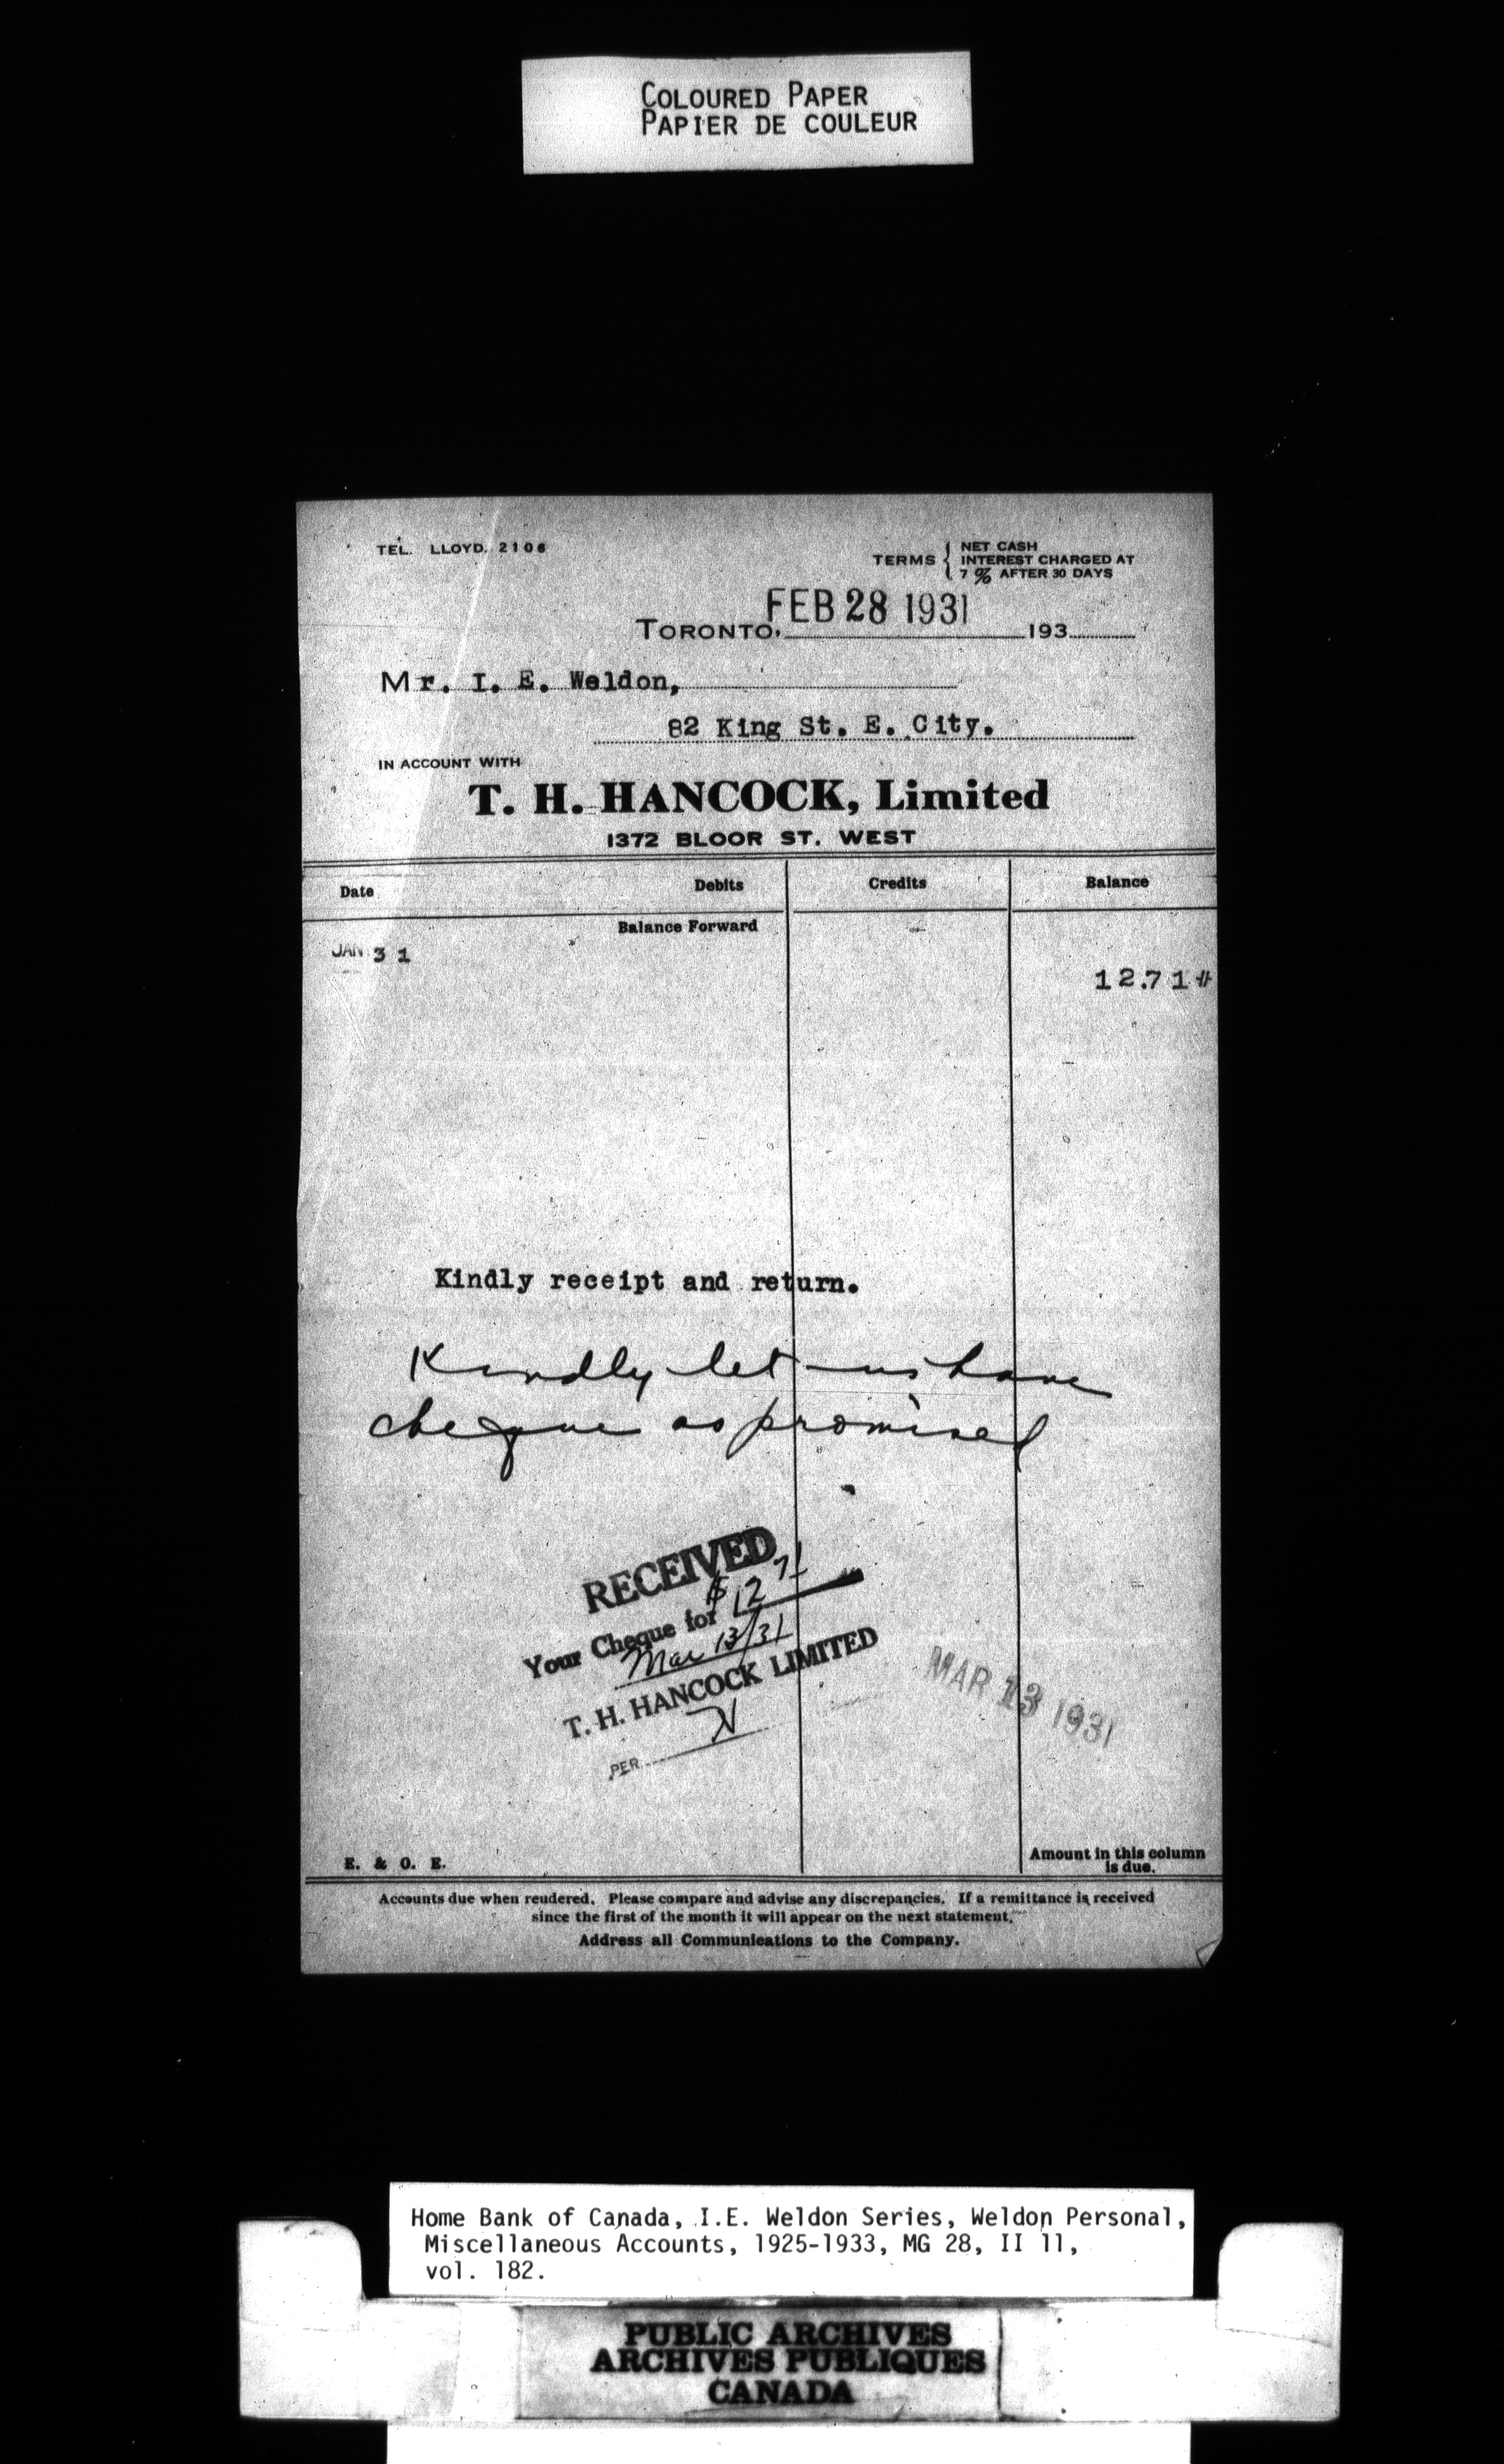 COLOURED PAPER
PAPIER DE COULEUR
TEL. LLOYD. 2106
TERMS { NET CASH
INTEREST CHARGED AT
7 % AFTER 30 DAYS
FEB 28 1931
TORONTO, 193
Mr. I. E. Weldon,
82 King St. E. City.
IN ACCOUNT WITH
T. H. HANCOCK, Limited
1372 BLOOR ST. WEST
Date Debits Credits Balance
Balance Forward
JAN 31
12.71
Kindly receipt and return.
Kindly let us have
cheque as promised
RECEIVED
Your Cheque for $12 71
Mar 13/31
T. H. HANCOCK LIMITED
PER
MAR 13 1931
E. & O. E.
Amount in this column
is due.
Accounts due when rendered. Please compare and advise any discrepancies. If a remittance is received
since the first of the month it will appear on the next statement.
Address all Communications to the Company.
Home Bank of Canada, I.E. Weldon Series, Weldon Personal,
Miscellaneous Accounts, 1925-1933, MG 28, II 11,
vol. 182.
PUBLIC ARCHIVES
ARCHIVES PUBLIQUES
CANADA